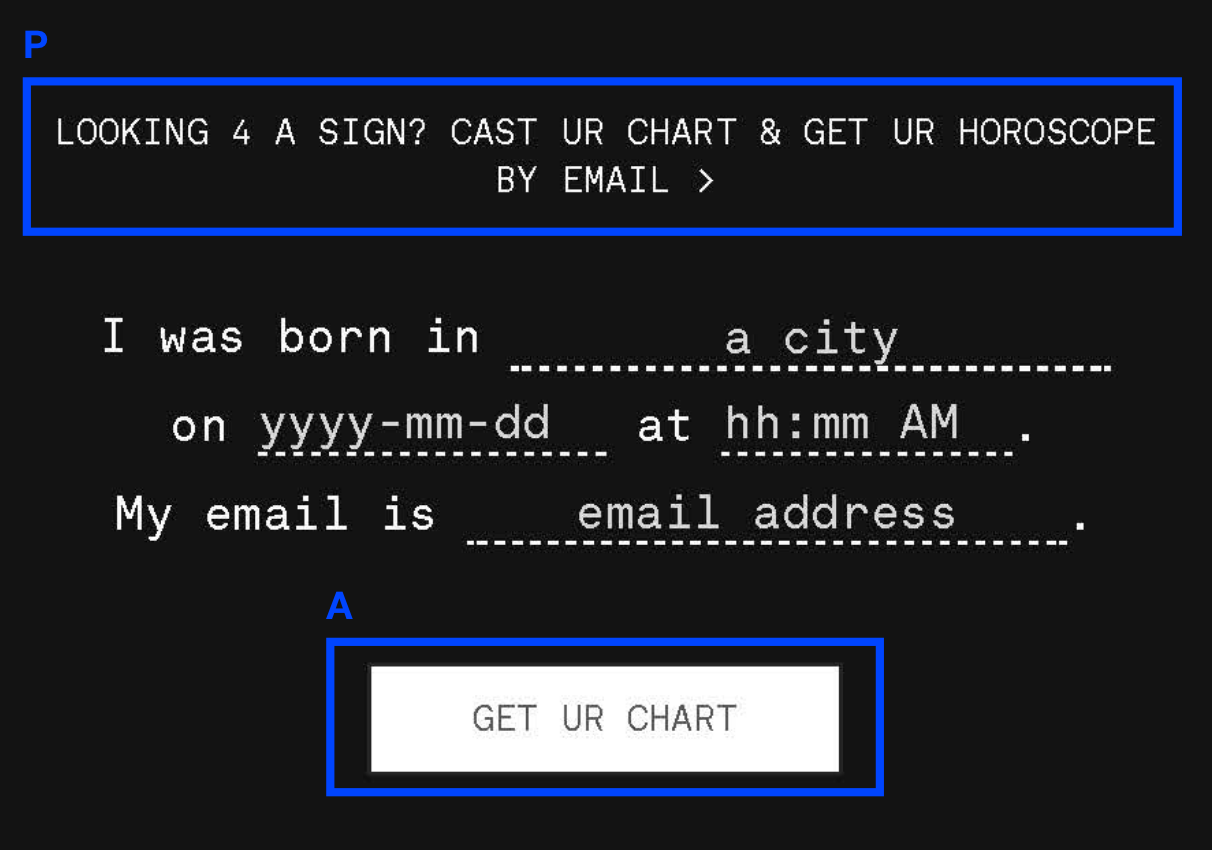 P
LOOKING 4 A SIGN? CAST UR CHART & GET UR HOROSCOPE
BY EMAIL >
I was born in a city
on yyyy-mm-dd at hh:mm AM .
My email is email address .
A
GET UR CHART